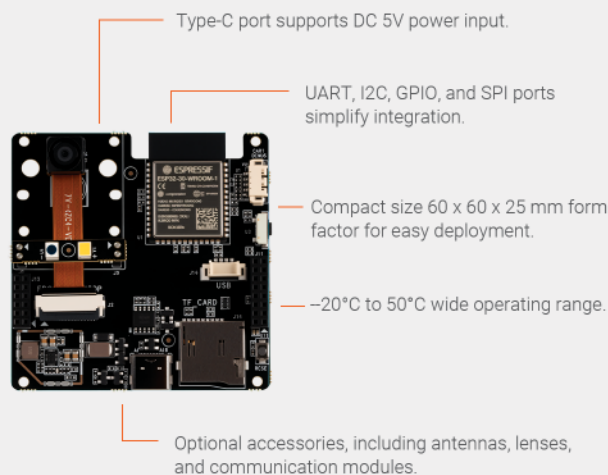 Type-C port supports DC 5V power input.
UART, I2C, GPIO, and SPI ports
simplify integration.
ESPRESSIF
ESP32-S3-WROOM-1
Compact size 60 x 60 x 25 mm form
factor for easy deployment.
USB
–-20°C to 50°C wide operating range.
TF_CARD
Optional accessories, including antennas, lenses,
and communication modules.